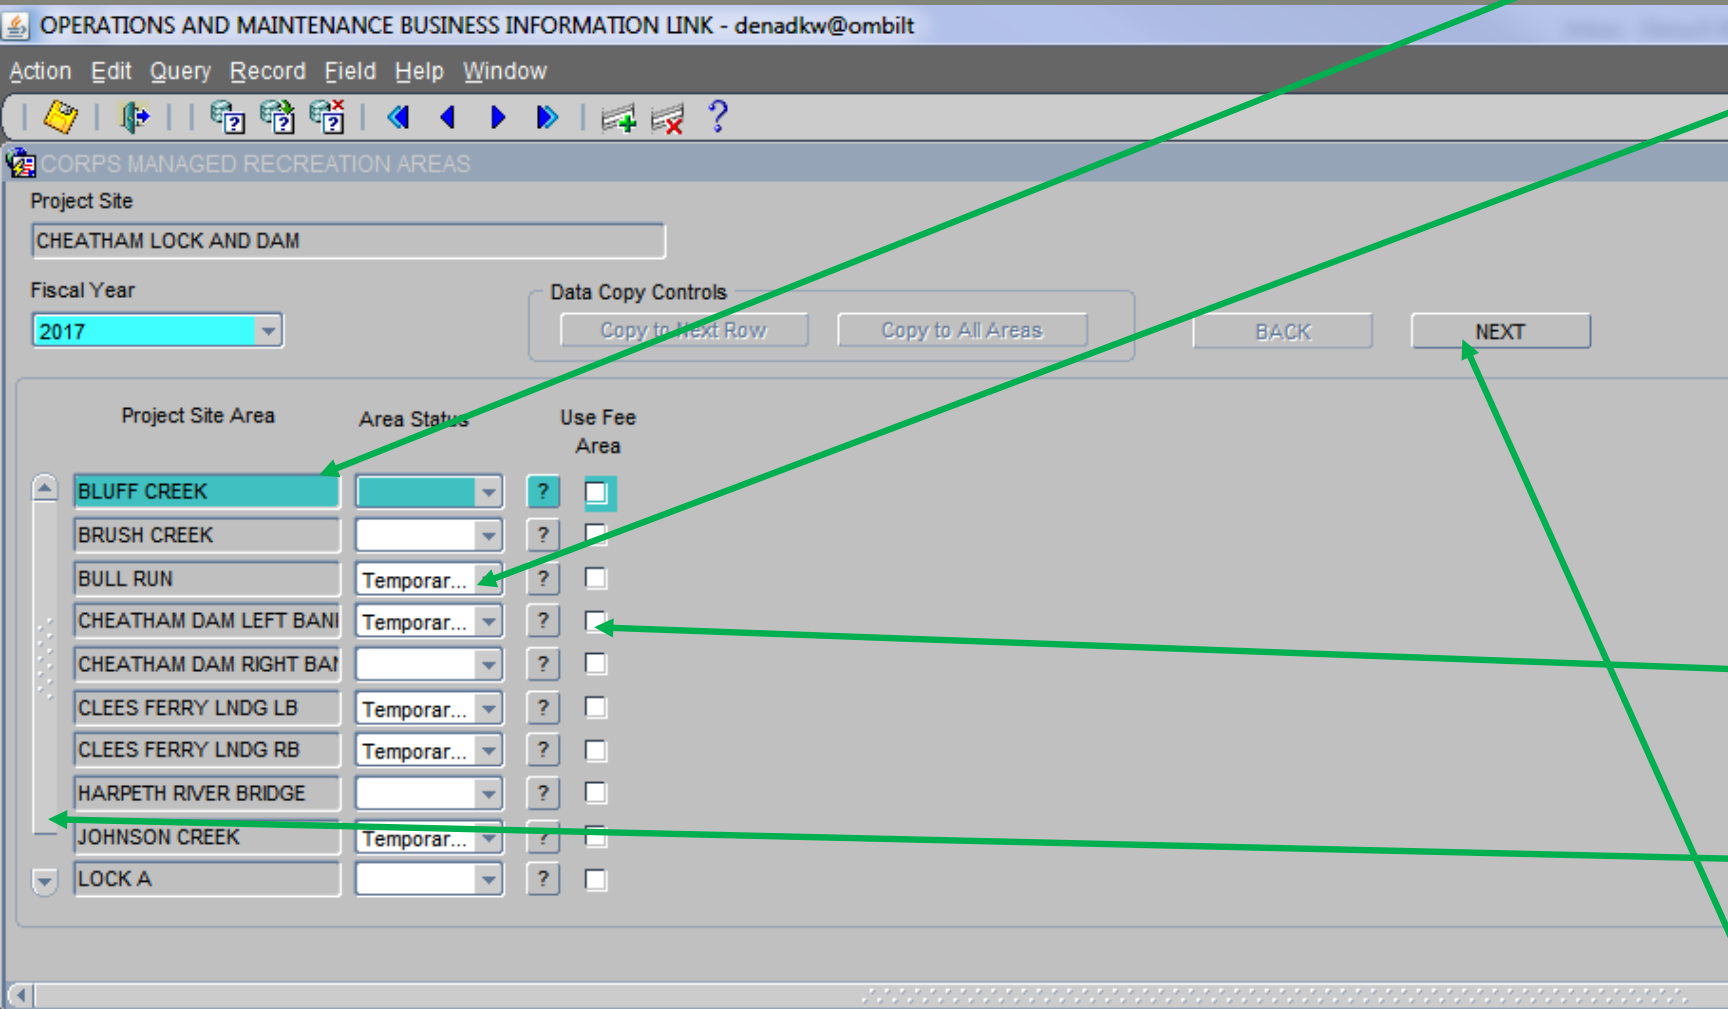 OPERATIONS AND MAINTENANCE BUSINESS INFORMATION LINK - denadkw@ombilt
Action Edit Query Record Field Help Window
CORPS MANAGED RECREATION AREAS
Project Site
CHEATHAM LOCK AND DAM
Fiscal Year
Data Copy Controls
2017
Copy to Next Row
Copy to All Areas
BACK
NEXT
Project Site Area
Area Status
Use Fee
Area
BLUFF CREEK ?
BRUSH CREEK ?
BULL RUN Temporar... ?
CHEATHAM DAM LEFT BAN ?
CHEATHAM DAM RIGHT BA ?
CLEES FERRY LNDG LB Temporar... ?
CLEES FERRY LNDG RB Temporar... ?
HARPETH RIVER BRIDGE ?
JOHNSON CREEK Temporar... ?
LOCK A ?